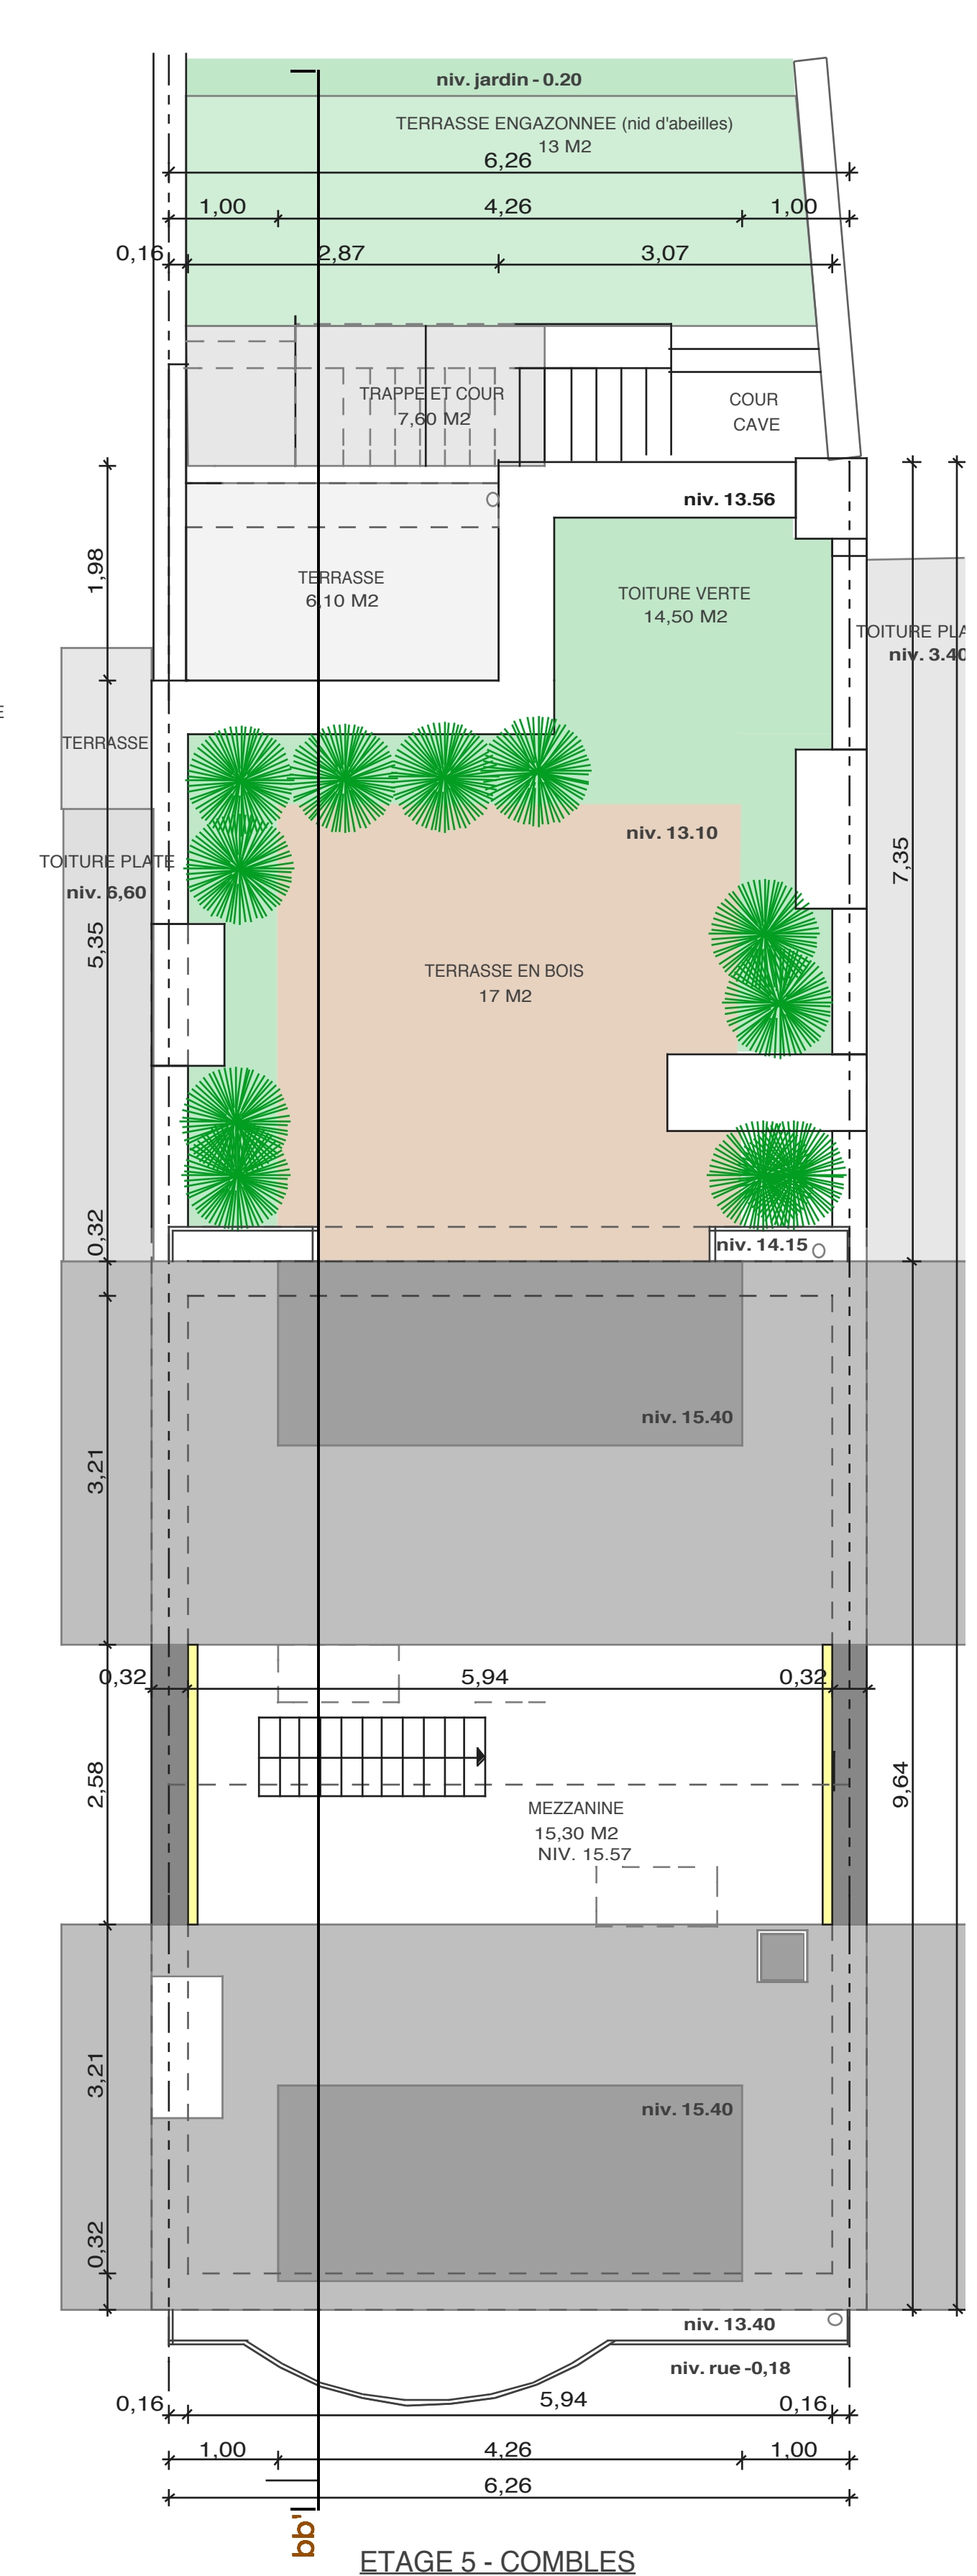 niv. jardin - 0.20
TERRASSE ENGAZONNEE (nid d'abeilles)
13 M2
6,26
1,00
4,26
1,00
0,16
2,87
3,07
TRAPPE ET COUR
7,60 M2
COUR
CAVE
niv. 13.56
1,98
TERRASSE
6,10 M2
TOITURE VERTE
14,50 M2
TOITURE PLA
niv. 3.40
E
TERRASSE
niv. 13.10
TOITURE PLATE
niv. 6,60
7,35
5,35
TERRASSE EN BOIS
17 M2
0,32
niv. 14.15
niv. 15.40
3,21
0,32
5,94
0,32
2,58
MEZZANINE
15,30 M2
NIV. 15.57
9,64
3,21
niv. 15.40
0,32
niv. 13.40
niv. rue -0,18
0,16
5,94
0,16
1,00
4,26
1,00
6,26
bb'
ETAGE 5 - COMBLES